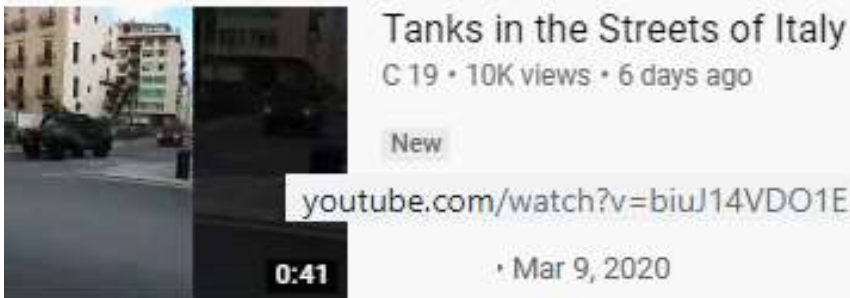 Tanks in the Streets of Italy
C 19 • 10K views • 6 days ago
New
youtube.com/watch?v=biuJ14VDO1E
0:41
• Mar 9, 2020